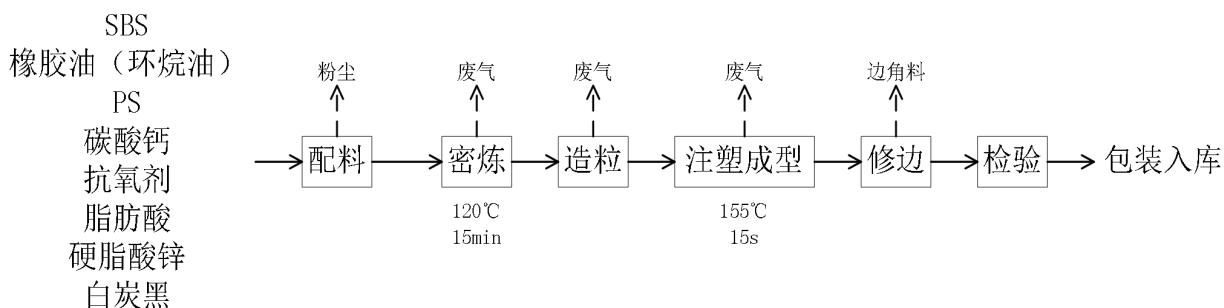 SBS
橡胶油（环烷油）
PS
碳酸钙
抗氧剂
脂肪酸
硬脂酸锌
白炭黑
粉尘
废气
废气
废气
边角料
配料
密炼
造粒
注塑成型
修边
检验
包装入库
120℃
15min
155℃
15s